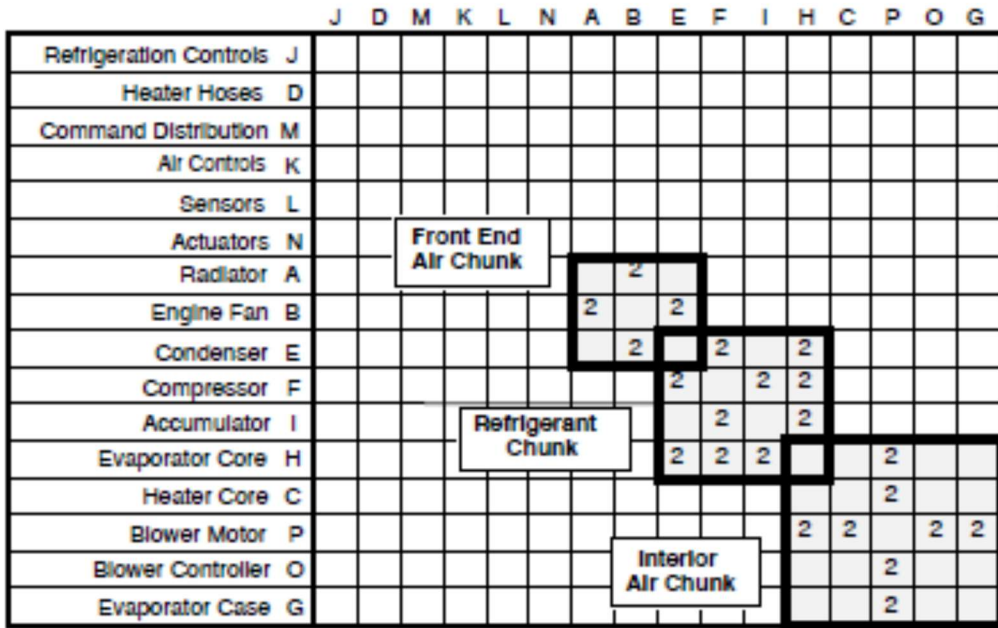 J D M K L N A B E F I H C P O G
Refrigeration Controls J
Heater Hoses D
Command Distribution M
Air Controls K
Sensors L
Actuators N
Front End
Air Chunk
Radiator A 2
Engine Fan B 2 2
Condenser E 2 2 2
Compressor F 2 2 2
Accumulator I 2 2
Refrigerant
Chunk
Evaporator Core H 2 2 2 2
Heater Core C 2
Blower Motor P 2 2 2 2
Interior
Air Chunk
Blower Controller O 2
Evaporator Case G 2